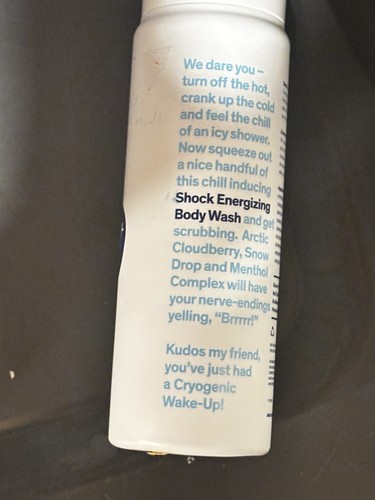 We dare you –
turn off the hot,
crank up the cold
and feel the chill
of an icy shower.
Now squeeze out
a nice handful of
this chill inducing
Shock Energizing
Body Wash and get
scrubbing. Arctic
Cloudberry, Snow
Drop and Menthol
Complex will have
your nerve-endings
yelling, “Brrrrr!”
Kudos my friend,
you’ve just had
a Cryogenic
Wake-Up!